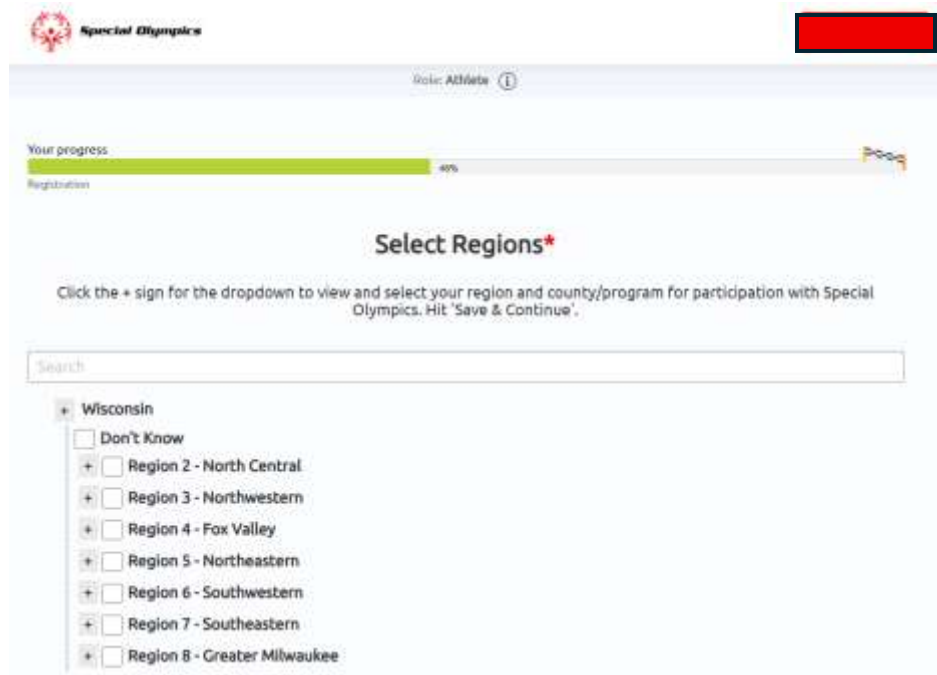 Special Olympics
Role: Athlete
Your progress
46%
Registration
Select Regions*
Click the + sign for the dropdown to view and select your region and county/program for participation with Special
Olympics. Hit 'Save & Continue'.
Search
+ Wisconsin
Don't Know
+ Region 2 - North Central
+ Region 3 - Northwestern
+ Region 4 - Fox Valley
+ Region 5 - Northeastern
+ Region 6 - Southwestern
+ Region 7 - Southeastern
+ Region 8 - Greater Milwaukee